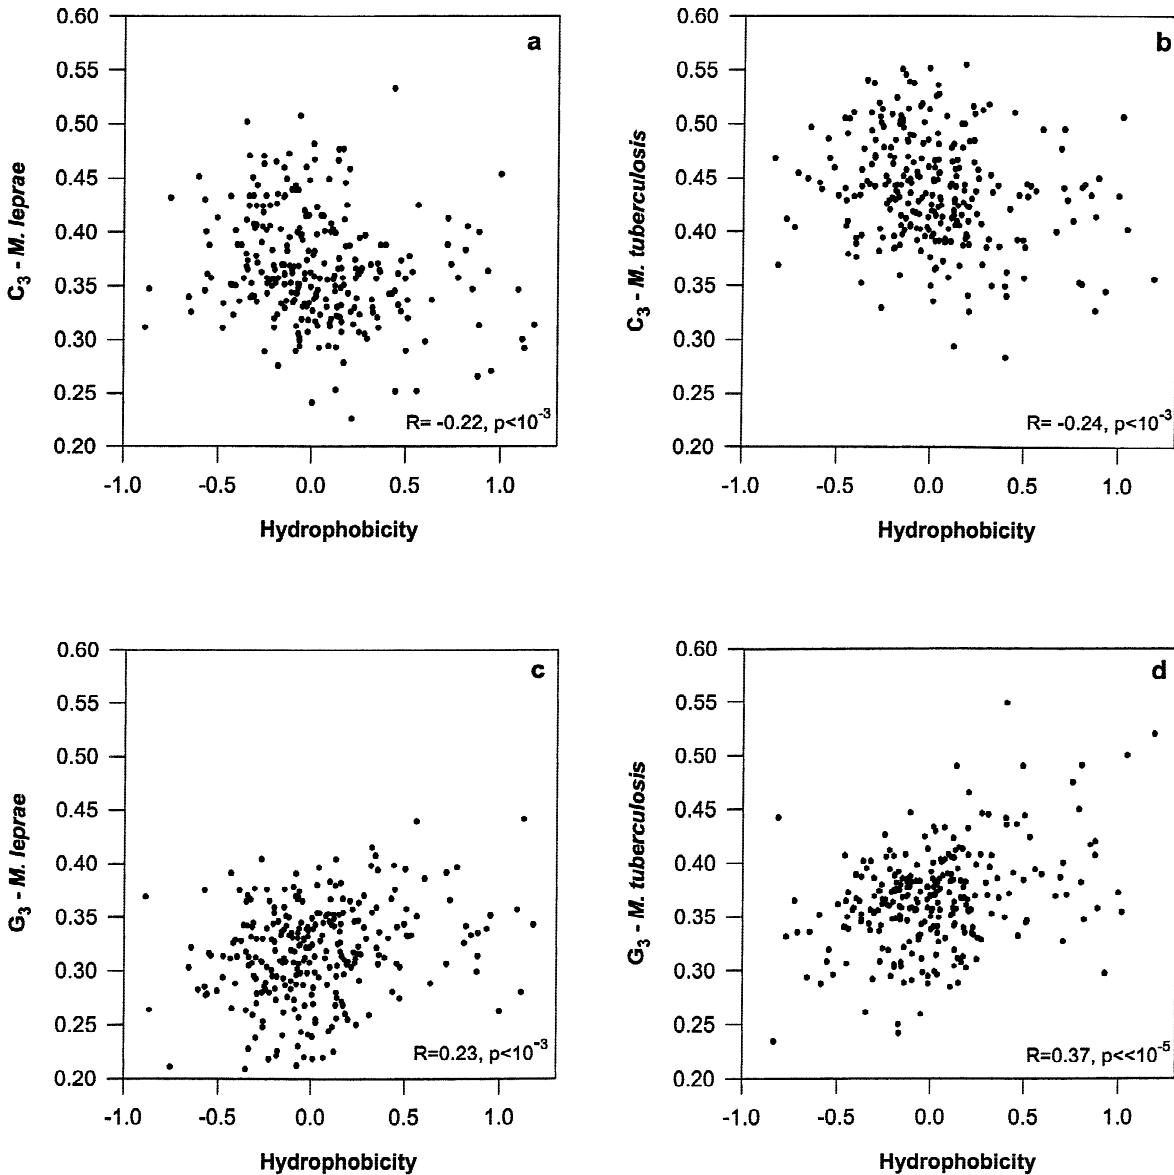 a
0.60
0.55
0.50
0.45
0.40
0.35
0.30
0.25
0.20
C3 - M. leprae
R= -0.22, p<10-3
-1.0 -0.5 0.0 0.5 1.0
Hydrophobicity
b
0.60
0.55
0.50
0.45
0.40
0.35
0.30
0.25
0.20
C3 - M. tuberculosis
R= -0.24, p<10-3
-1.0 -0.5 0.0 0.5 1.0
Hydrophobicity
c
0.60
0.55
0.50
0.45
0.40
0.35
0.30
0.25
0.20
G3 - M. leprae
R=0.23, p<10-3
-1.0 -0.5 0.0 0.5 1.0
Hydrophobicity
d
0.60
0.55
0.50
0.45
0.40
0.35
0.30
0.25
0.20
G3 - M. tuberculosis
R=0.37, p<<10-5
-1.0 -0.5 0.0 0.5 1.0
Hydrophobicity